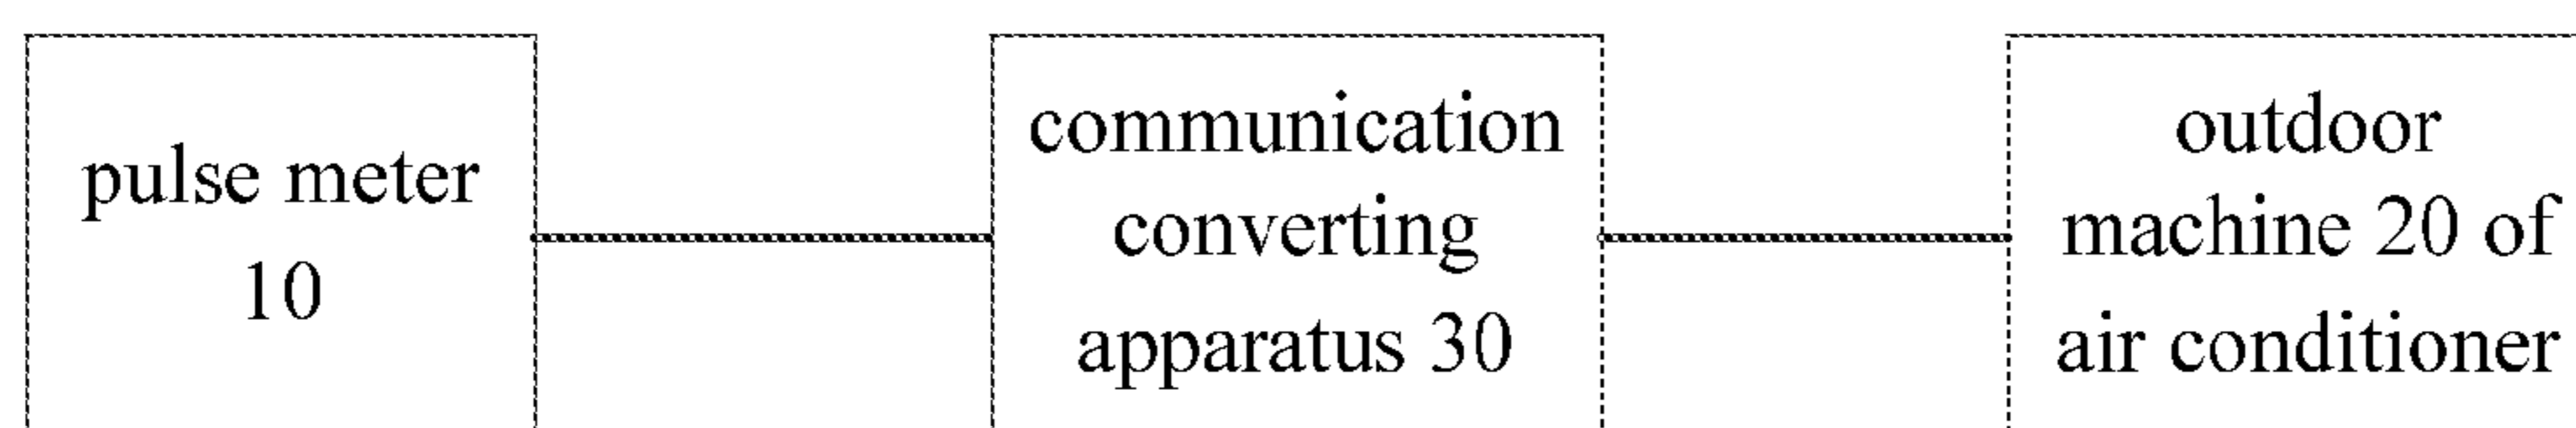 pulse meter
10
communication
converting
apparatus 30
outdoor
machine 20 of
air conditioner